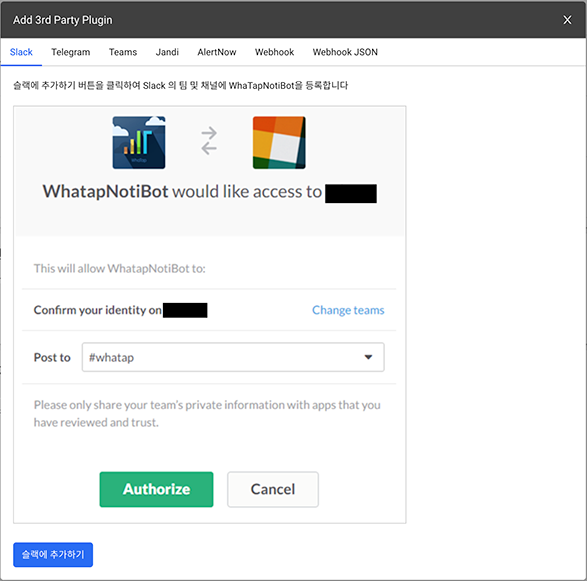 Add 3rd Party Plugin X
Slack Telegram Teams Jandi AlertNow Webhook Webhook JSON
슬랙에 추가하기 버튼을 클릭하여 Slack 의 팀 및 채널에 WhaTapNotiBot을 등록합니다
WhaTap
WhatapNotiBot would like access to
This will allow WhatapNotiBot to:
Confirm your identity on Change teams
Post to #whatap
Please only share your team's private information with apps that you
have reviewed and trust.
Authorize Cancel
슬랙에 추가하기